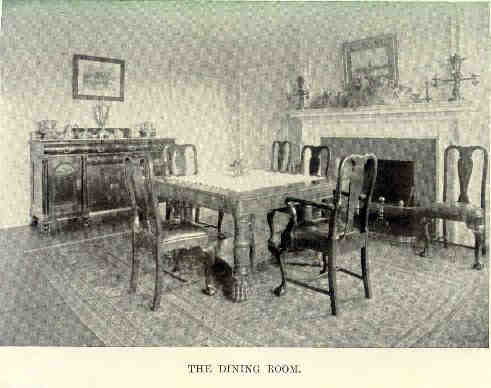 THE DINING ROOM.